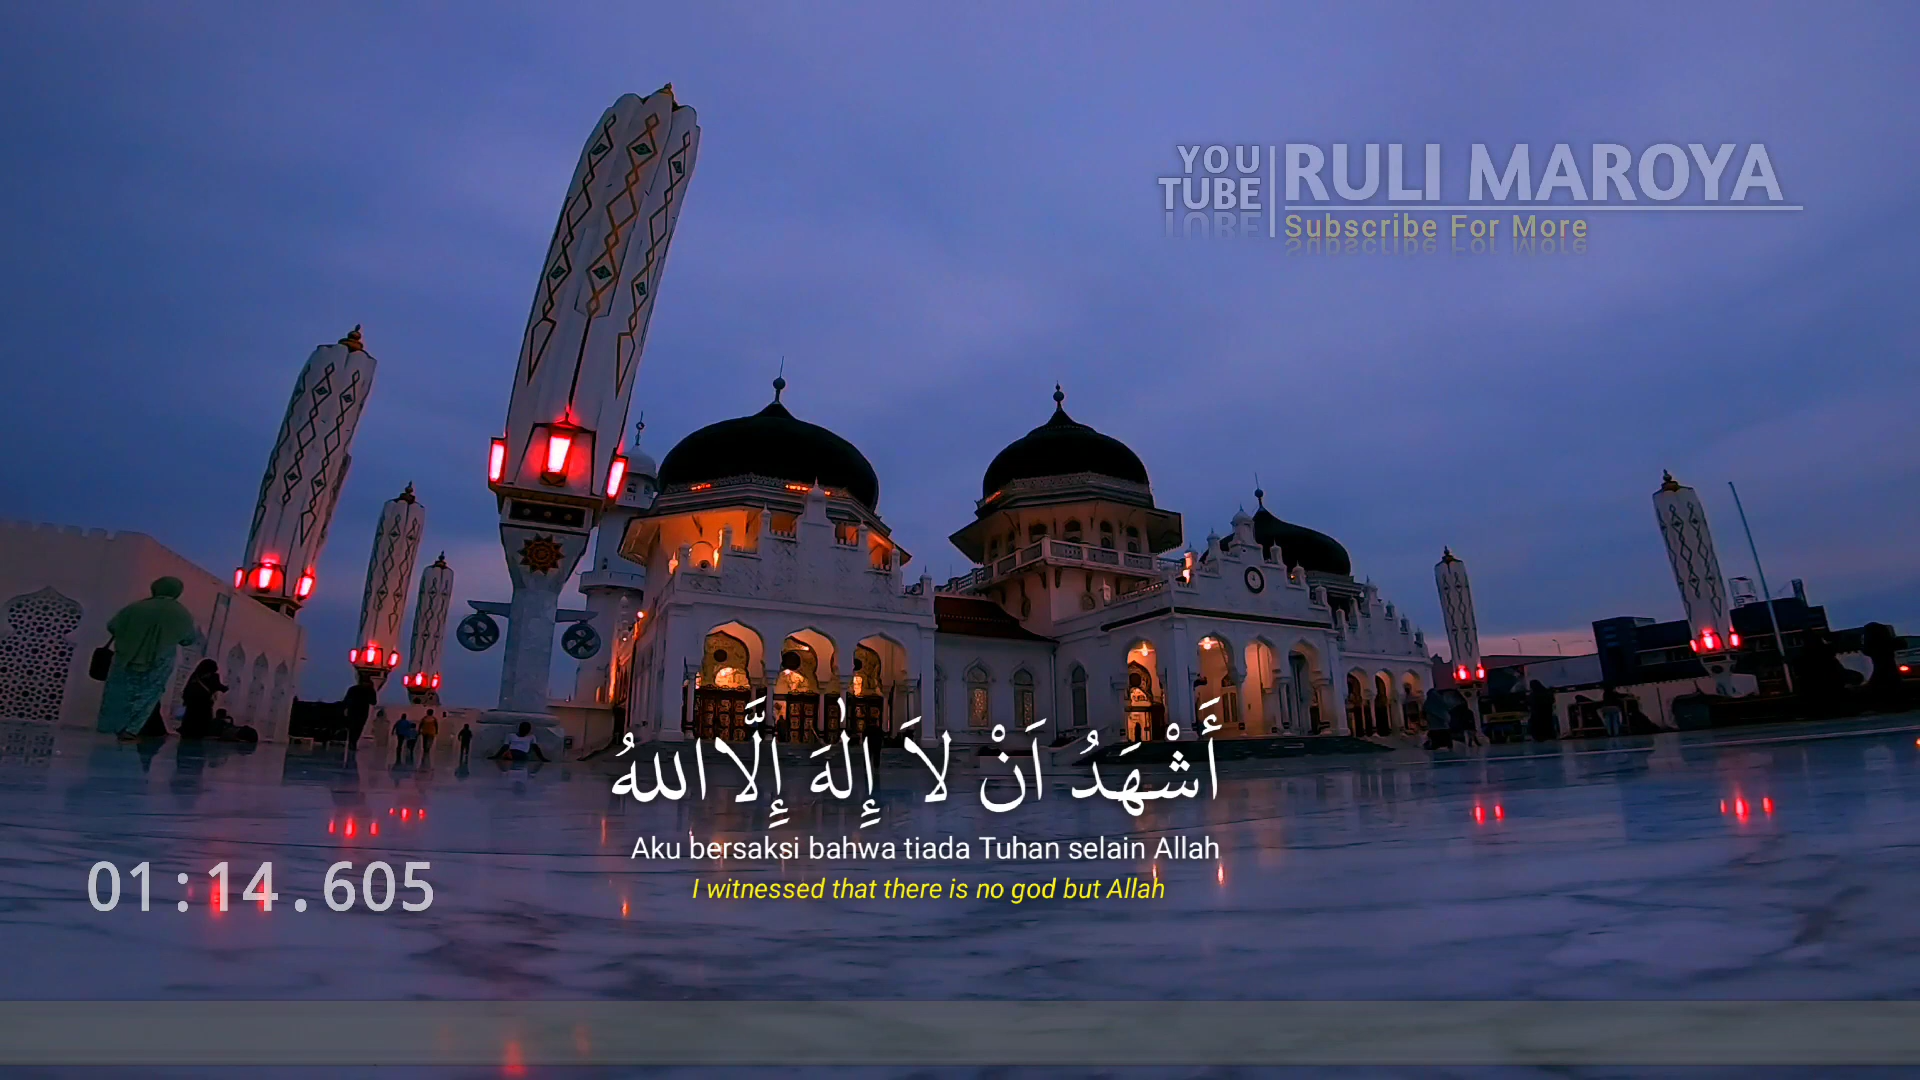 YOU
TUBE
RULI MAROYA
Subscribe For More
أَشْهَدُ اَنْ لاَ إِلٰهَ إِلَّااللهُ
Aku bersaksi bahwa tiada Tuhan selain Allah
I witnessed that there is no god but Allah
01:14.605